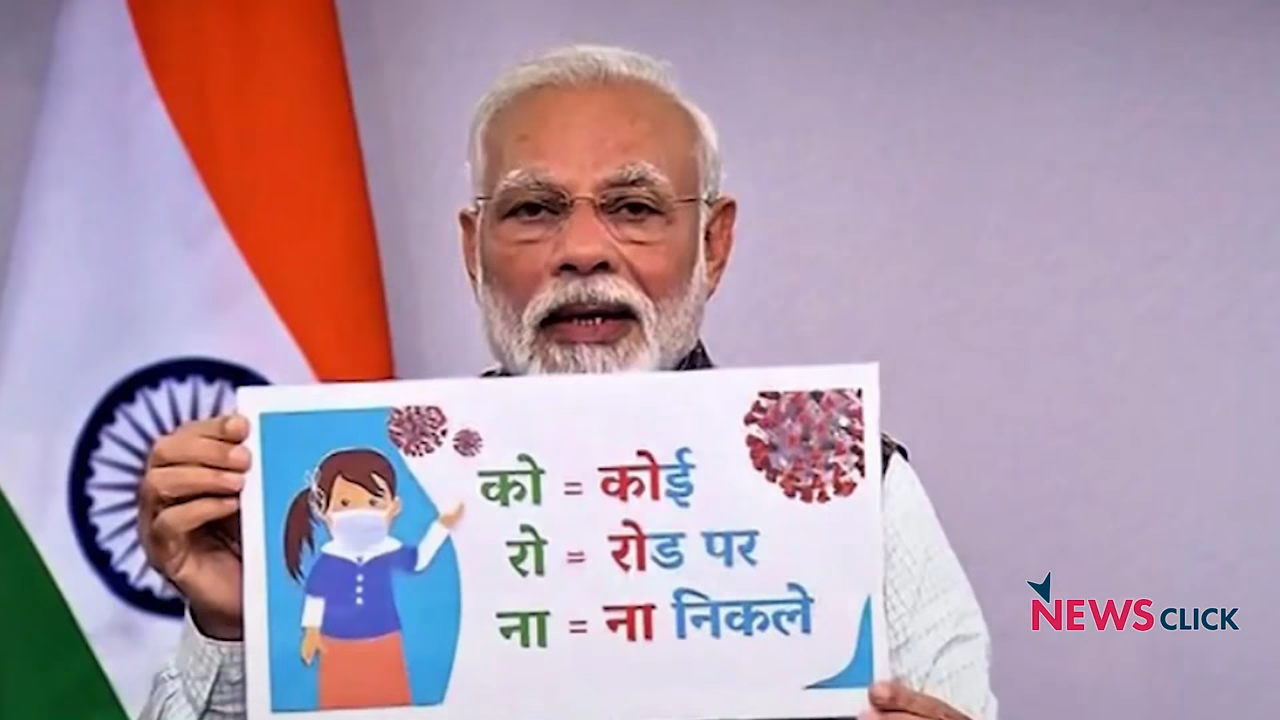 को = कोई
रो = रोड पर
ना = ना निकले
NEWSCLICK